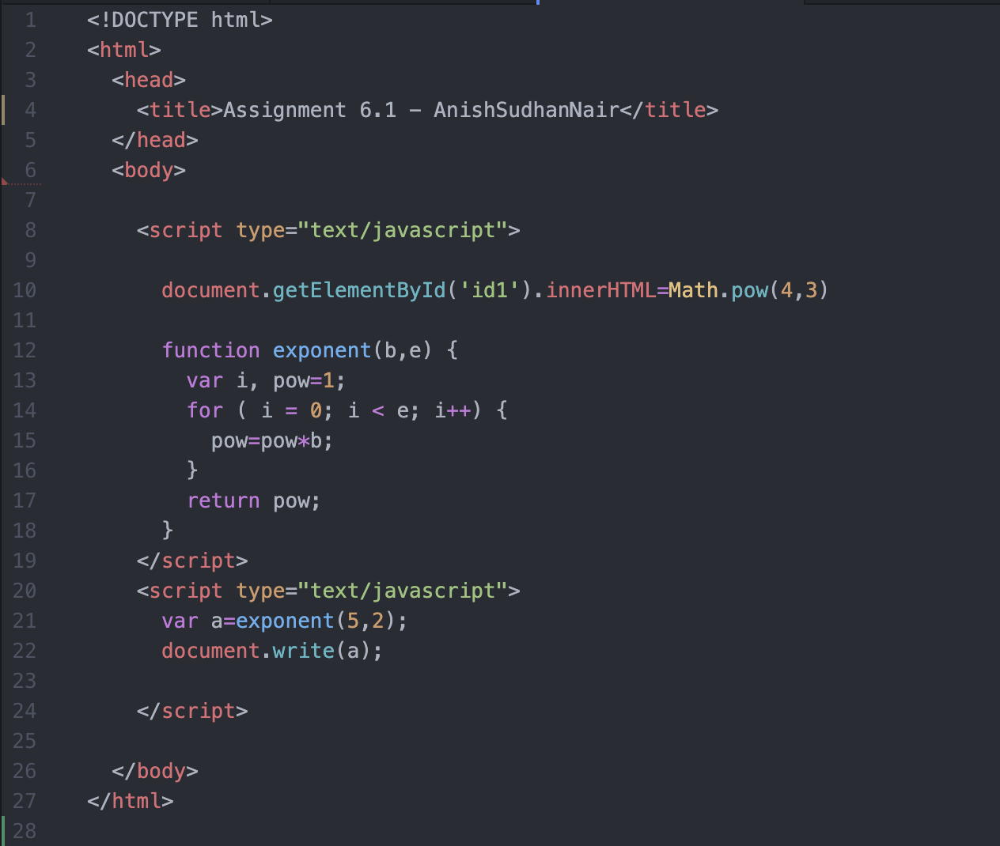 1 <!DOCTYPE html>
2 <html>
3 <head>
4 <title>Assignment 6.1 - AnishSudhanNair</title>
5 </head>
6 <body>
7
8 <script type="text/javascript">
9
10 document.getElementById('id1').innerHTML=Math.pow(4,3)
11
12 function exponent(b,e) {
13 var i, pow=1;
14 for ( i = 0; i < e; i++) {
15 pow=pow*b;
16 }
17 return pow;
18 }
19 </script>
20 <script type="text/javascript">
21 var a=exponent(5,2);
22 document.write(a);
23
24 </script>
25
26 </body>
27 </html>
28